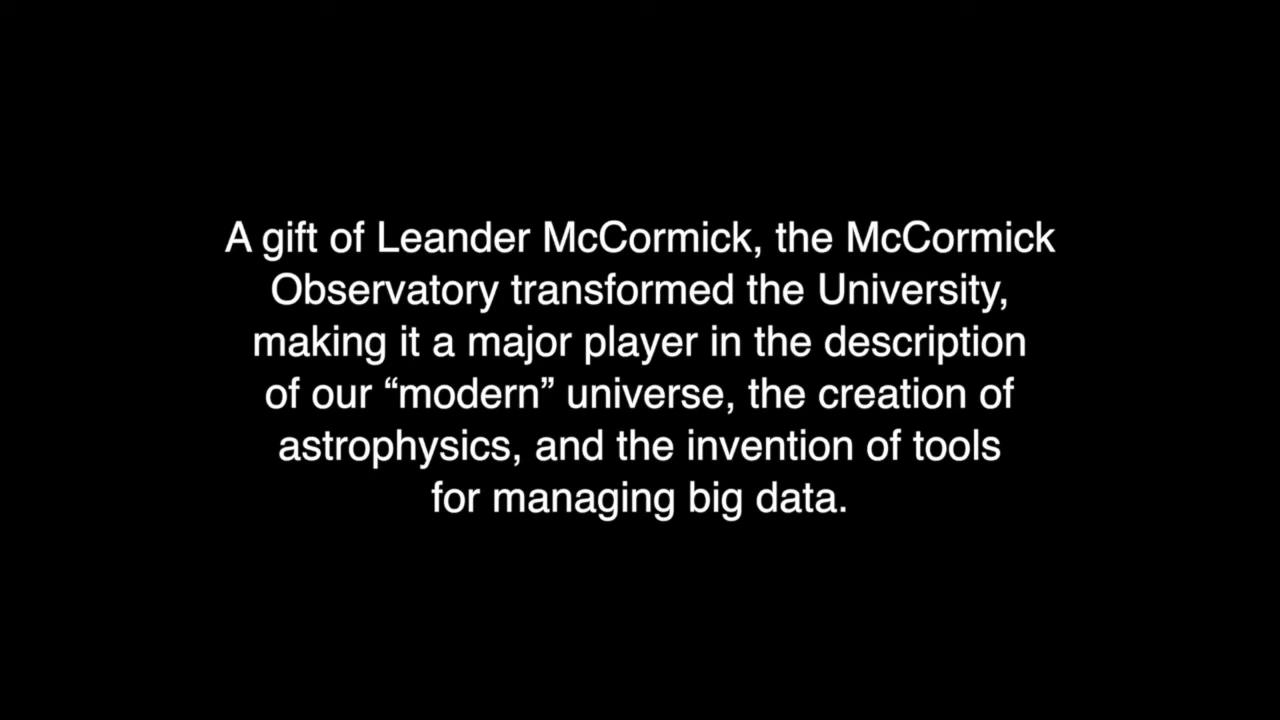 A gift of Leander McCormick, the McCormick
Observatory transformed the University,
making it a major player in the description
of our “modern” universe, the creation of
astrophysics, and the invention of tools
for managing big data.